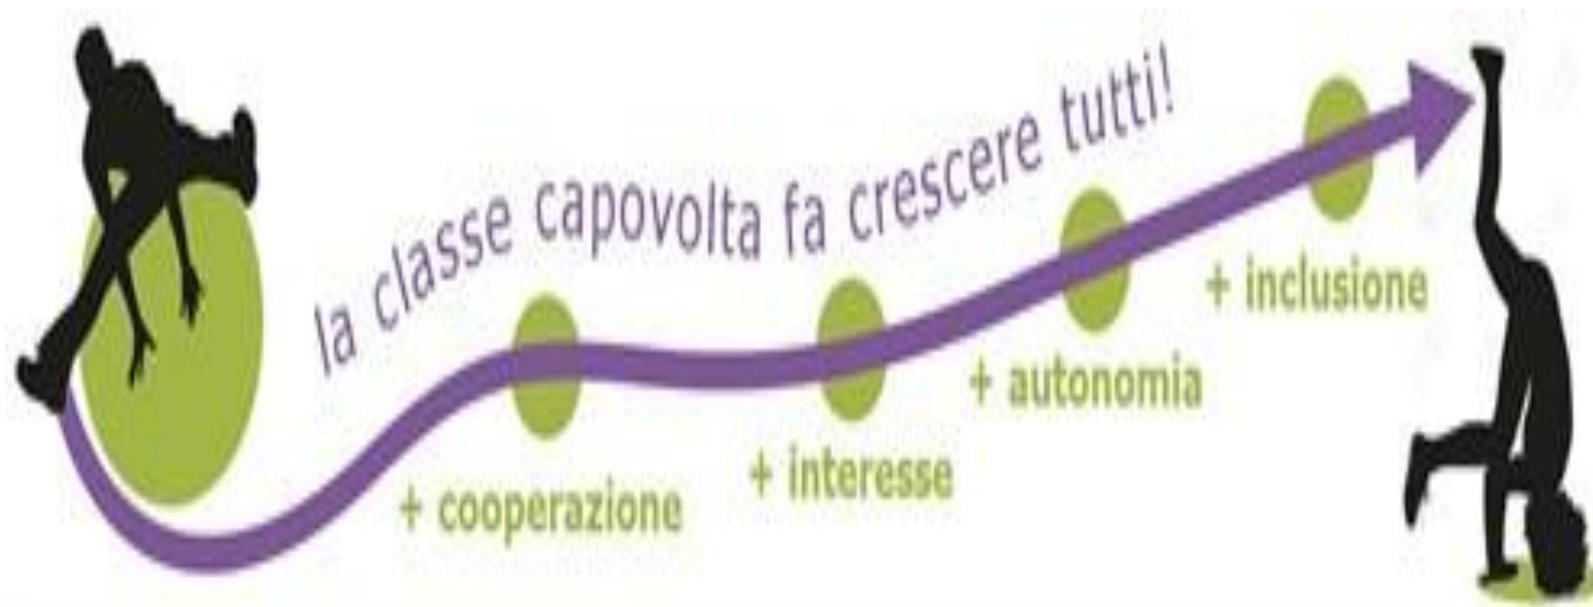 la classe capovolta fa crescere tutti!
+ cooperazione
+ interesse
+ autonomia
+ inclusione